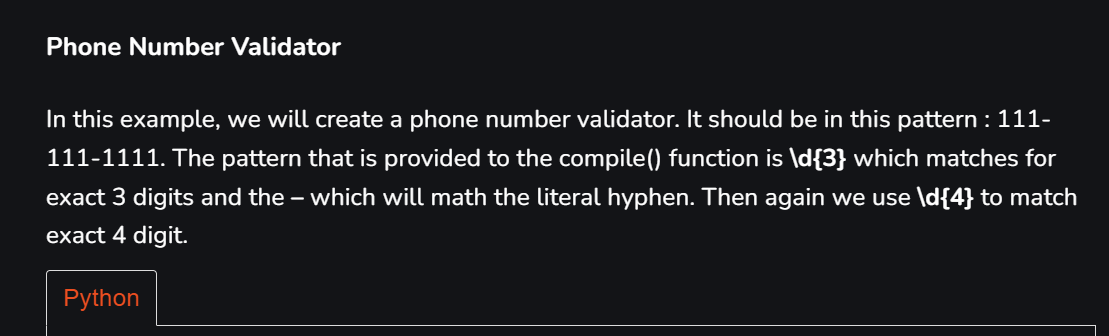 Phone Number Validator
In this example, we will create a phone number validator. It should be in this pattern : 111-
111-1111. The pattern that is provided to the compile() function is \d{3} which matches for
exact 3 digits and the – which will math the literal hyphen. Then again we use \d{4} to match
exact 4 digit.
Python